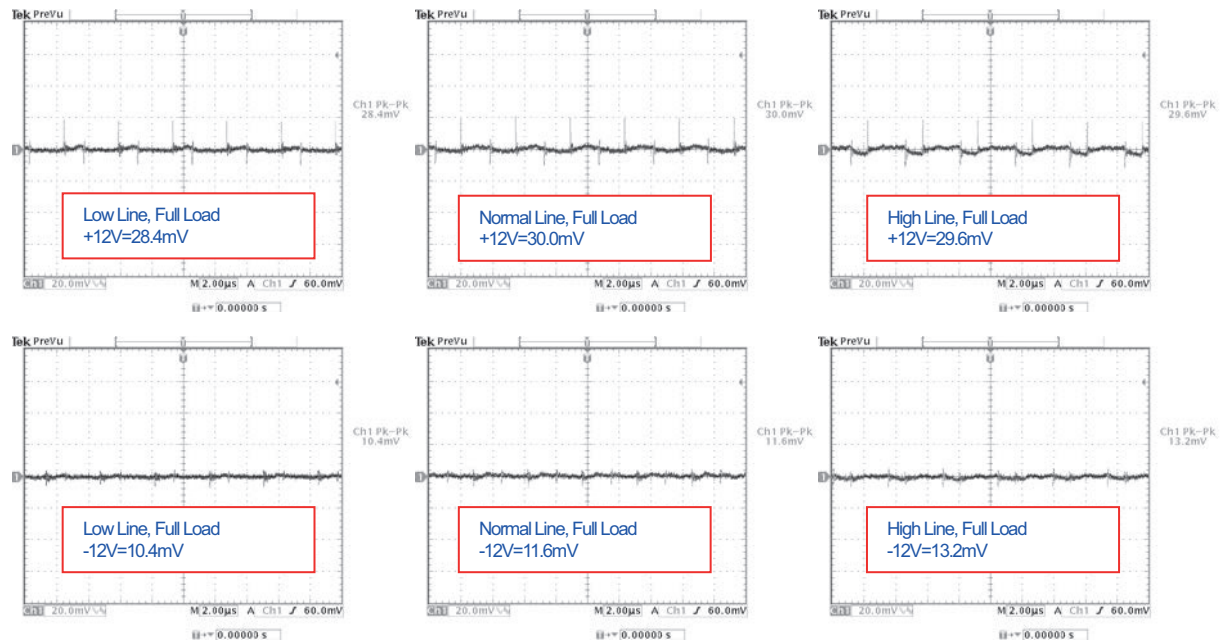 Tek PreVu
Ch1 Pk-Pk
28.4mV
Low Line, Full Load
+12V=28.4mV
Ch1 20.0mV M 2.00µs A Ch1 60.0mV
0.00000 s
Tek PreVu
Ch1 Pk-Pk
30.0mV
Normal Line, Full Load
+12V=30.0mV
Ch1 20.0mV M 2.00µs A Ch1 60.0mV
0.00000 s
Tek PreVu
Ch1 Pk-Pk
29.6mV
High Line, Full Load
+12V=29.6mV
Ch1 20.0mV M 2.00µs A Ch1 60.0mV
0.00000 s
Tek PreVu
Ch1 Pk-Pk
10.4mV
Low Line, Full Load
-12V=10.4mV
Ch1 20.0mV M 2.00µs A Ch1 60.0mV
0.00000 s
Tek PreVu
Ch1 Pk-Pk
11.6mV
Normal Line, Full Load
-12V=11.6mV
Ch1 20.0mV M 2.00µs A Ch1 60.0mV
0.00000 s
Tek PreVu
Ch1 Pk-Pk
13.2mV
High Line, Full Load
-12V=13.2mV
Ch1 20.0mV M 2.00µs A Ch1 60.0mV
0.00000 s